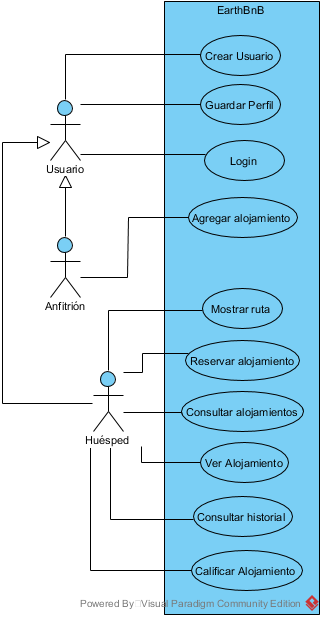 EarthBnB
Crear Usuario
Guardar Perfil
Login
Usuario
Agregar alojamiento
Anfitrión
Mostrar ruta
Reservar alojamiento
Consultar alojamientos
Huésped
Ver Alojamiento
Consultar historial
Calificar Alojamiento
Powered By Visual Paradigm Community Edition